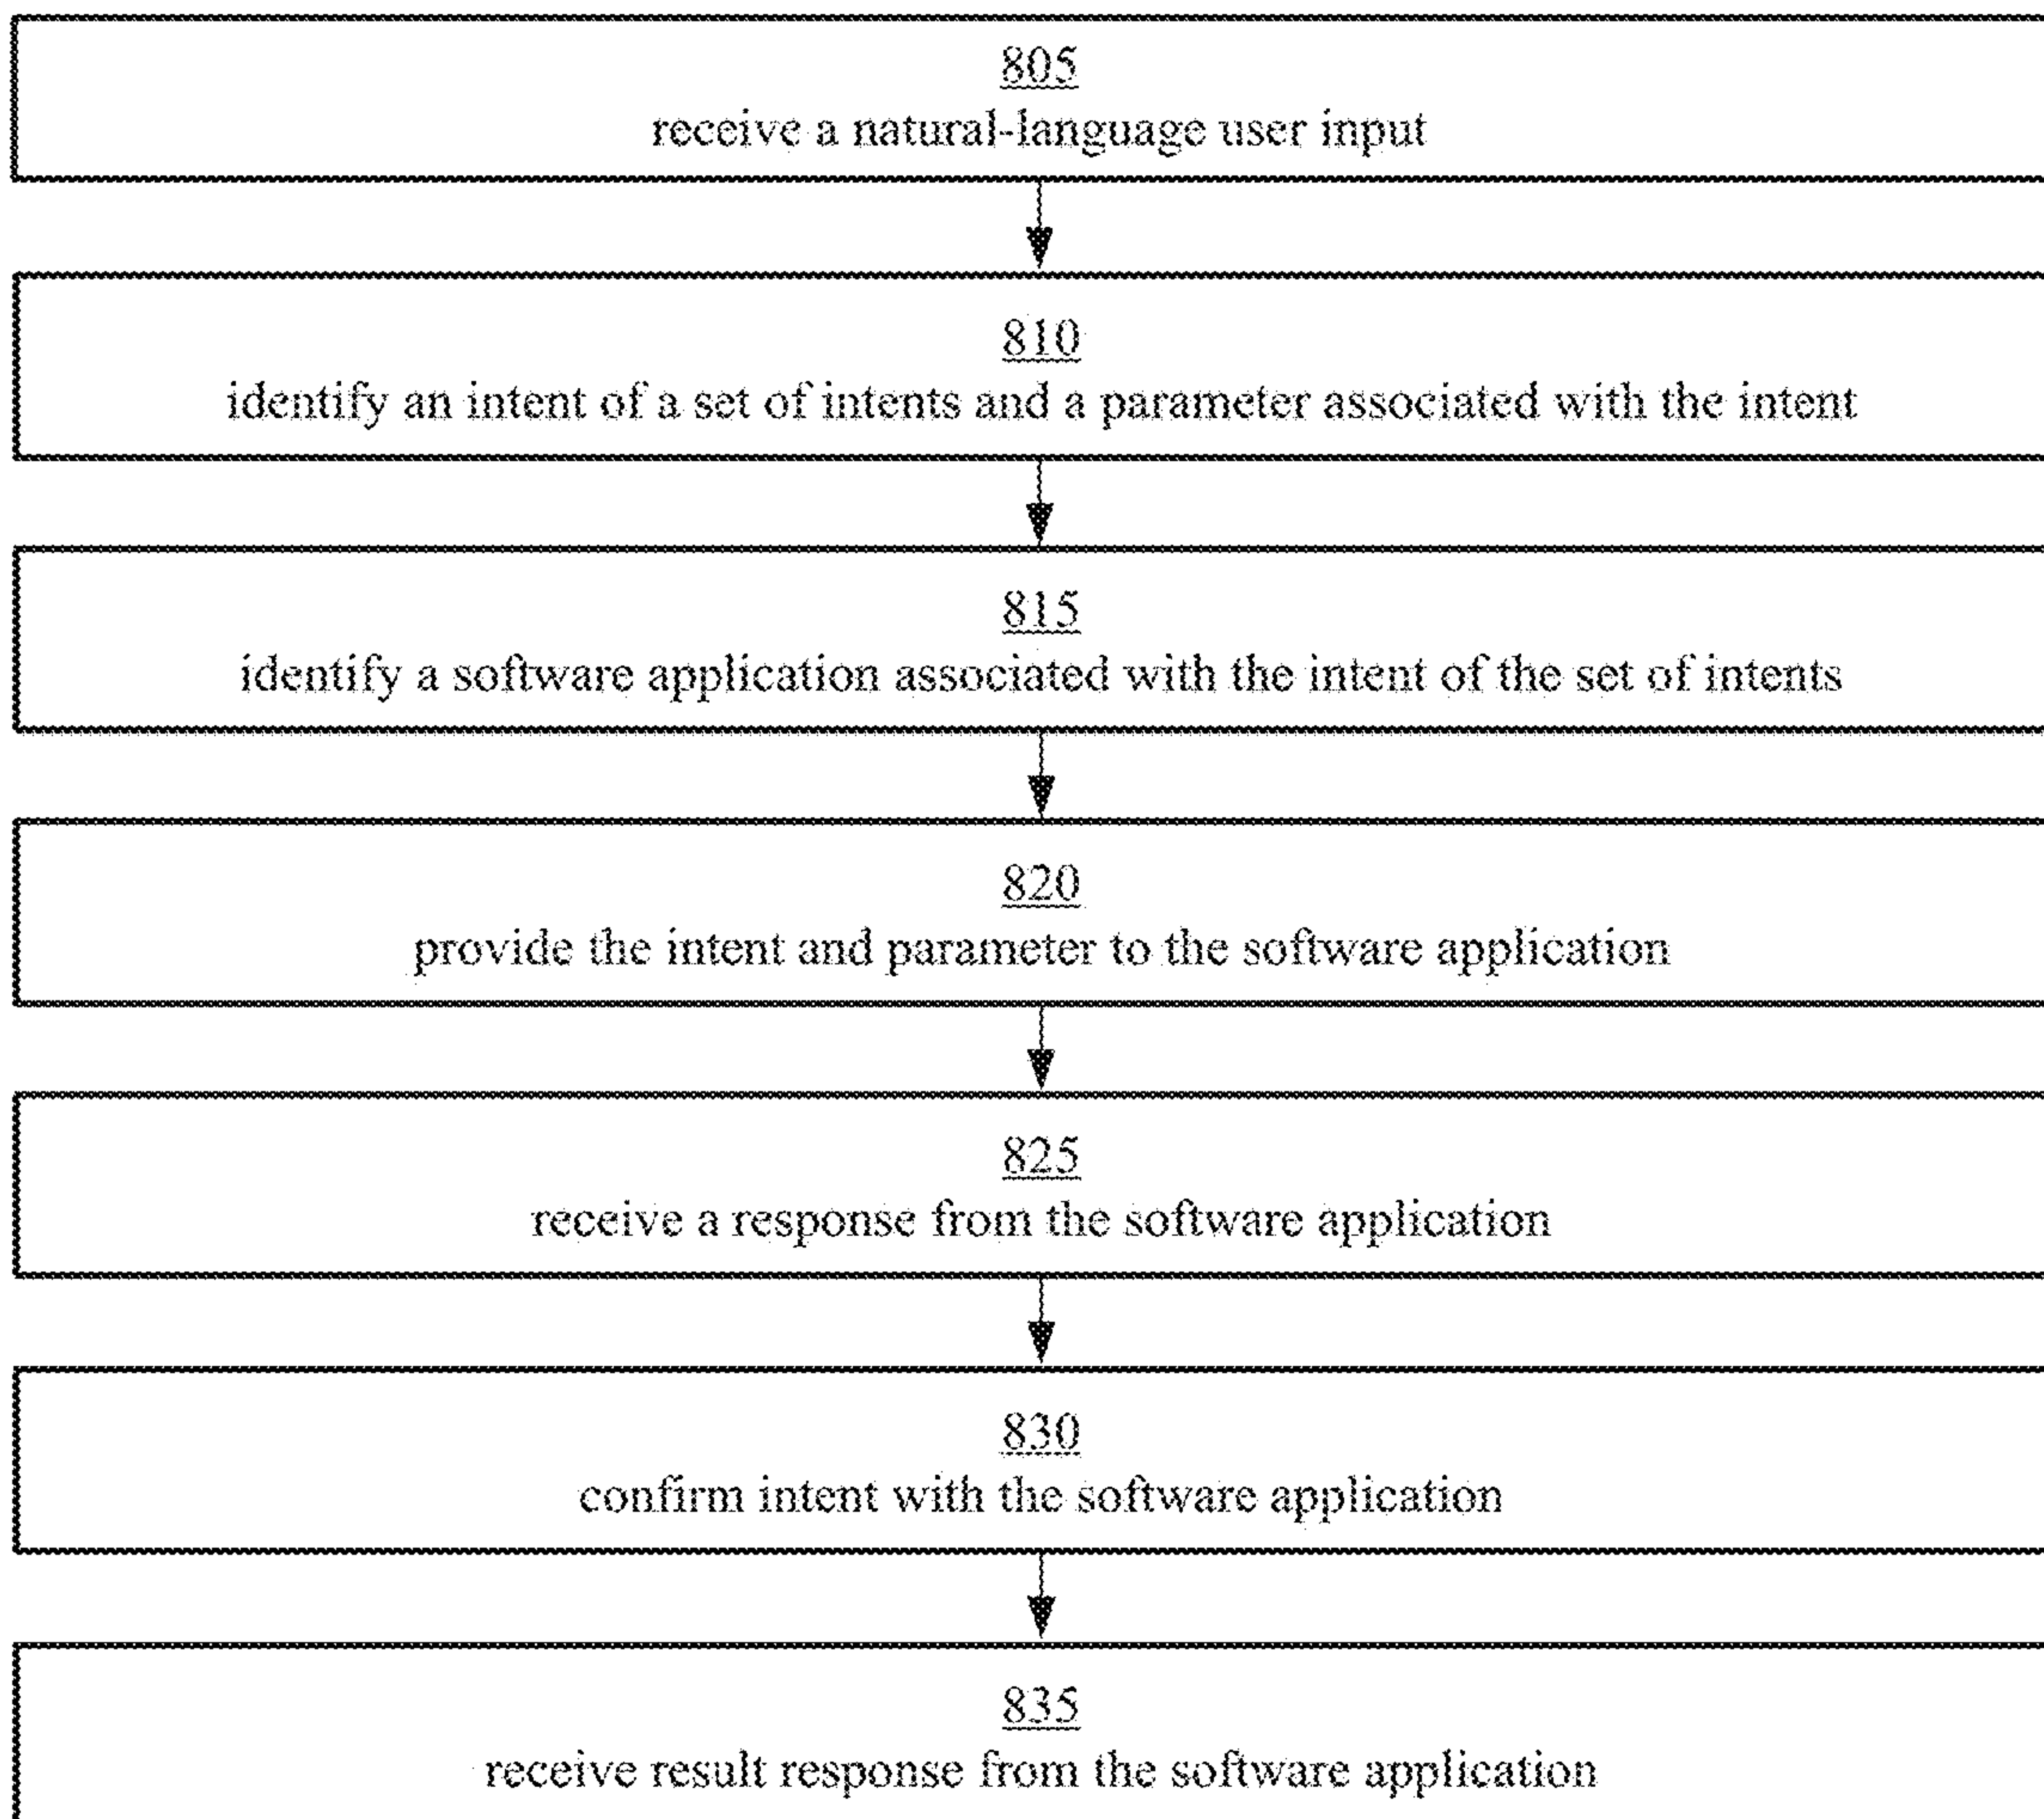 805
receive a natural-language user input
810
identify an intent of a set of intents and a parameter associated with the intent
815
identify a software application associated with the intent of the set of intents
820
provide the intent and parameter to the software application
825
receive a response from the software application
830
confirm intent with the software application
835
receive result response from the software application